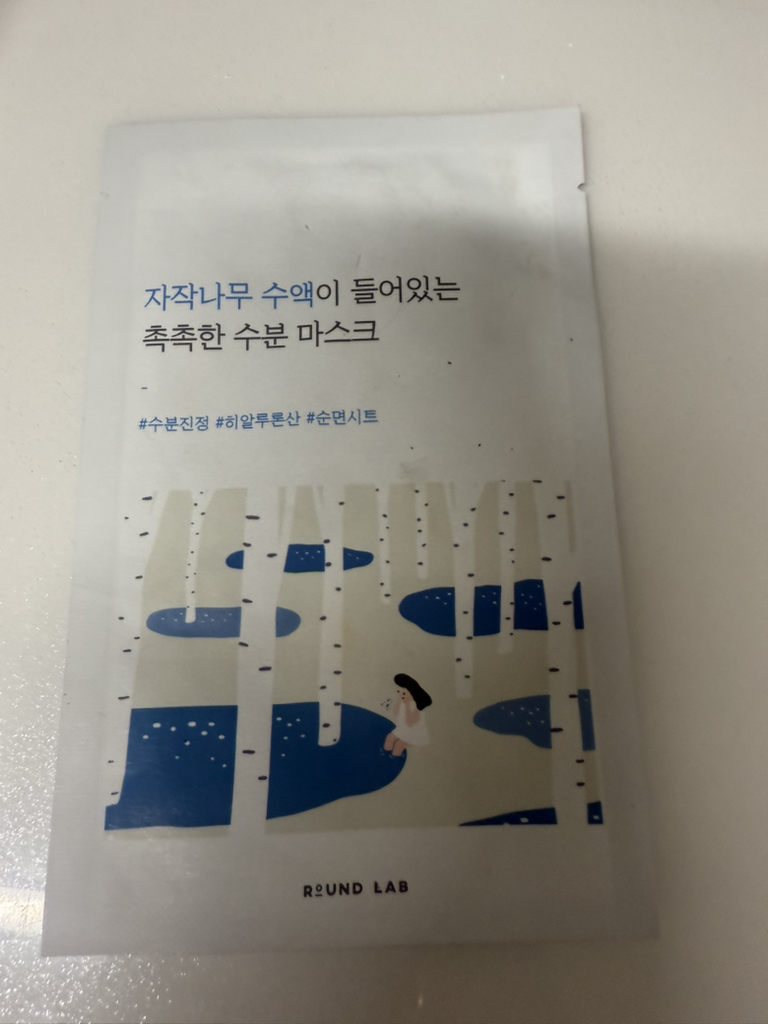 자작나무 수액이 들어있는
촉촉한 수분 마스크
-
#수분진정 #히알루론산 #순면시트
ROUND LAB